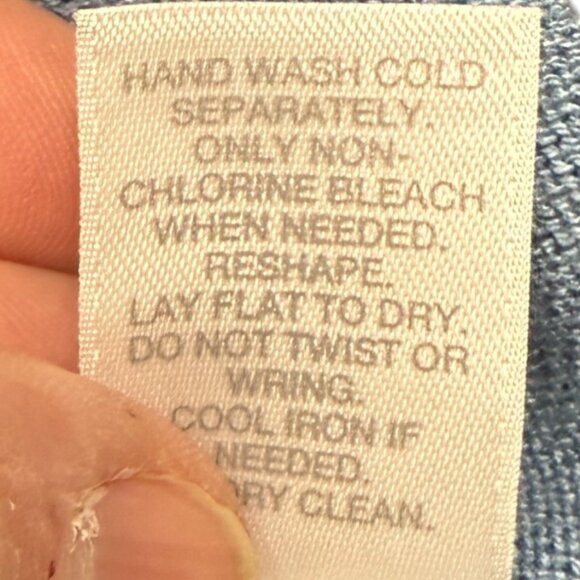 HAND WASH COLD
SEPARATELY.
ONLY NON-
CHLORINE BLEACH
WHEN NEEDED.
RESHAPE.
LAY FLAT TO DRY.
DO NOT TWIST OR
WRING.
COOL IRON IF
NEEDED.
CLEAN.